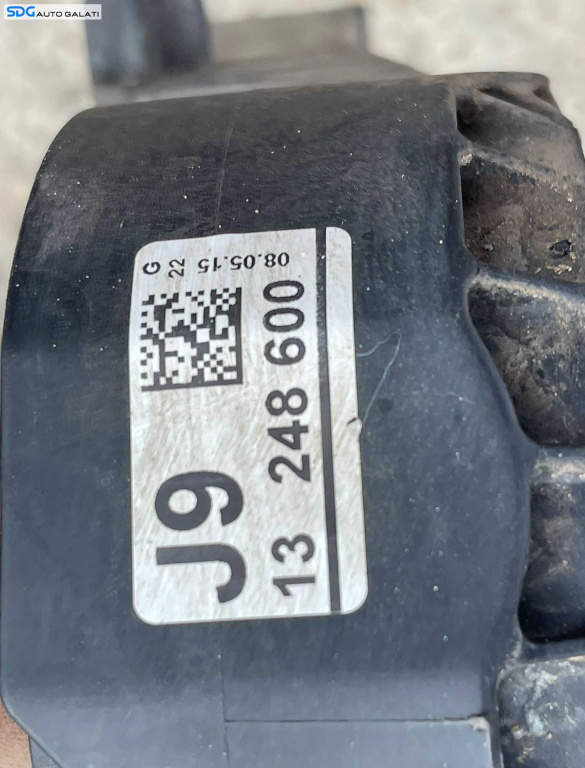 SDG AUTO GALATI
G
22
08.05.15
J9
13 248 600